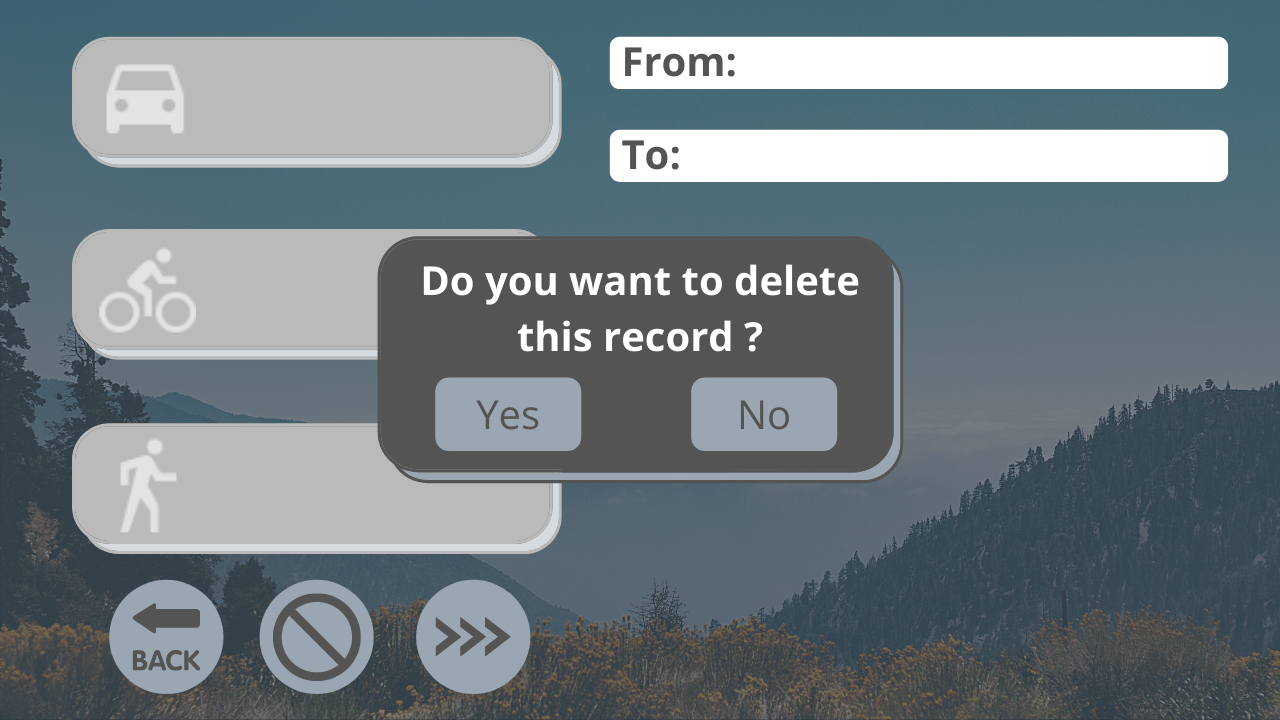 From:
To:
Do you want to delete
this record ?
Yes
No
BACK